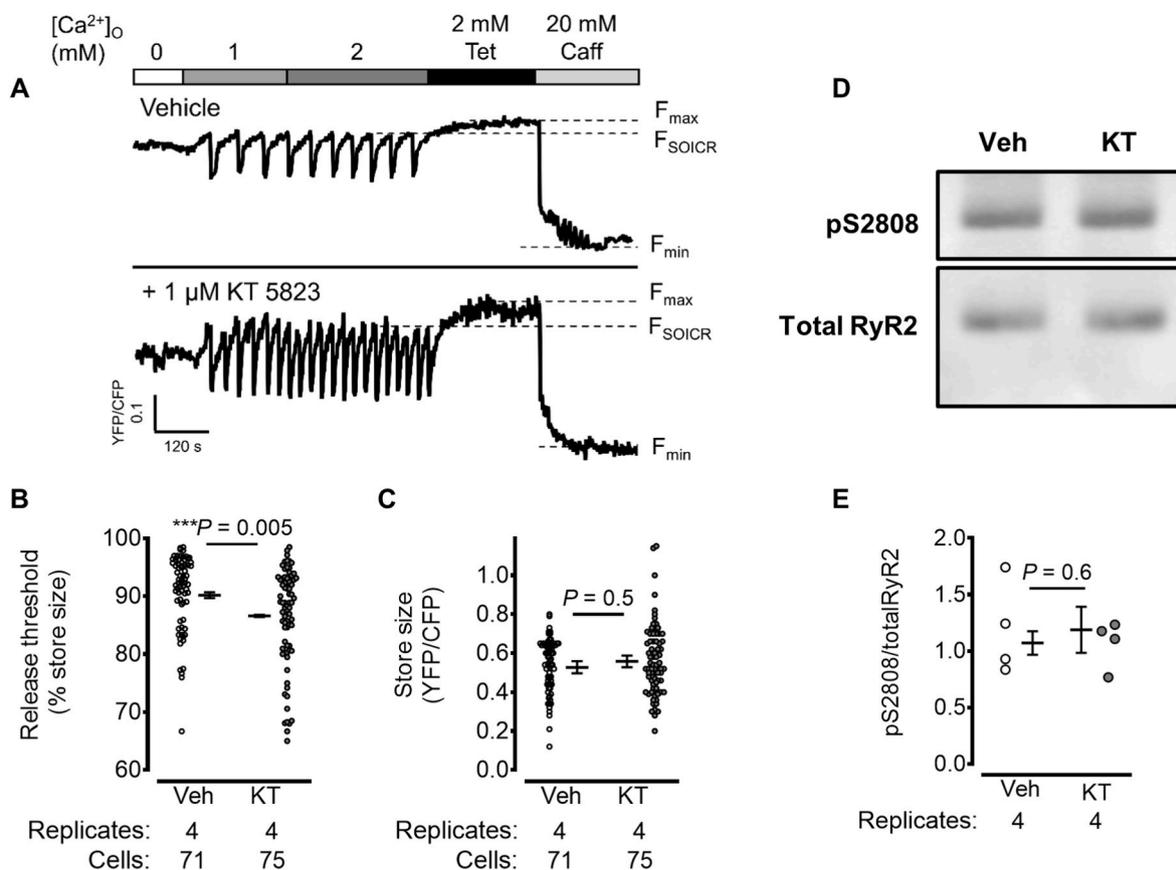 [Ca²⁺]ₒ
(mM)
0
1
2
2 mM
Tet
20 mM
Caff
A
Vehicle
Fmax
FSOICR
Fmin
+ 1 µM KT 5823
Fmax
FSOICR
Fmin
YFP/CFP
0.1
120 s
D
Veh KT
pS2808
Total RyR2
B
***P = 0.005
Release threshold
(% store size)
100
90
80
70
60
Veh KT
Replicates: 4 4
Cells: 71 75
C
P = 0.5
Store size
(YFP/CFP)
1.0
0.8
0.6
0.4
0.2
0.0
Veh KT
Replicates: 4 4
Cells: 71 75
E
P = 0.6
pS2808/totalRyR2
2.0
1.5
1.0
0.5
0.0
Veh KT
Replicates: 4 4